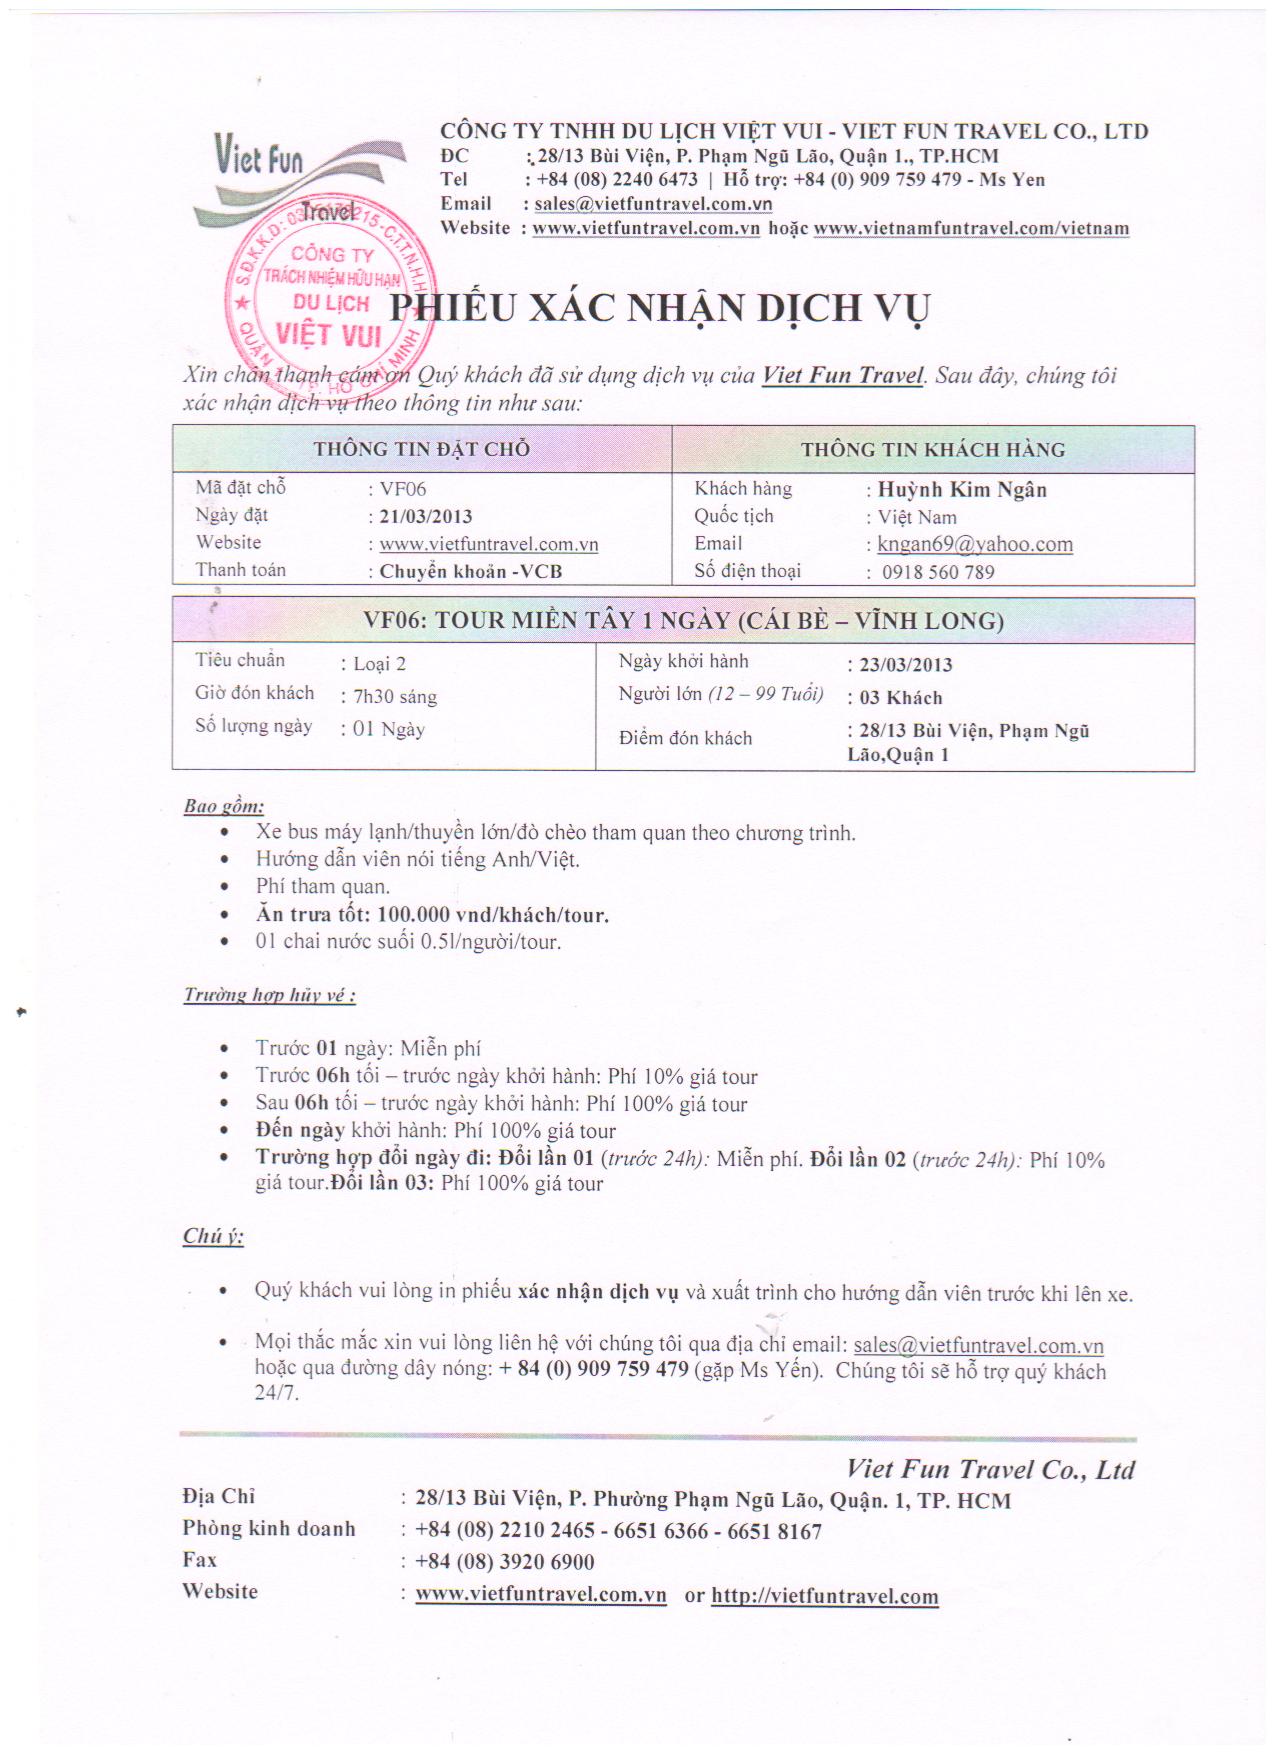 Viet Fun
Travel
CÔNG TY TNHH DU LỊCH VIỆT VUI - VIET FUN TRAVEL CO., LTD
ĐC : 28/13 Bùi Viện, P. Phạm Ngũ Lão, Quận 1., TP.HCM
Tel : +84 (08) 2240 6473 | Hỗ trợ: +84 (0) 909 759 479 - Ms Yen
Email : sales@vietfuntravel.com.vn
Website : www.vietfuntravel.com.vn hoặc www.vietnamfuntravel.com/vietnam
CÔNG TY
TRÁCH NHIỆM HỮU HẠN
DU LỊCH
VIỆT VUI
QUẬN 1 T.P. HỒ CHÍ MINH
PHIẾU XÁC NHẬN DỊCH VỤ
Xin chân thanh cám ơn Quý khách đã sử dụng dịch vụ của Viet Fun Travel. Sau đây, chúng tôi
xác nhận dịch vụ theo thông tin như sau:
THÔNG TIN ĐẶT CHỖ
Mã đặt chỗ : VF06
Ngày đặt : 21/03/2013
Website : www.vietfuntravel.com.vn
Thanh toán : Chuyển khoản -VCB
THÔNG TIN KHÁCH HÀNG
Khách hàng : Huỳnh Kim Ngân
Quốc tịch : Việt Nam
Email : kngan69@yahoo.com
Số điện thoại : 0918 560 789
VF06: TOUR MIỀN TÂY 1 NGÀY (CÁI BÈ – VĨNH LONG)
Tiêu chuẩn : Loại 2
Giờ đón khách : 7h30 sáng
Số lượng ngày : 01 Ngày
Ngày khởi hành : 23/03/2013
Người lớn (12 – 99 Tuổi) : 03 Khách
Điểm đón khách : 28/13 Bùi Viện, Phạm Ngũ
Lão,Quận 1
Bao gồm:
• Xe bus máy lạnh/thuyền lớn/đò chèo tham quan theo chương trình.
• Hướng dẫn viên nói tiếng Anh/Việt.
• Phí tham quan.
• Ăn trưa tốt: 100.000 vnd/khách/tour.
• 01 chai nước suối 0.5l/người/tour.
Trường hợp hủy vé :
• Trước 01 ngày: Miễn phí
• Trước 06h tối – trước ngày khởi hành: Phí 10% giá tour
• Sau 06h tối – trước ngày khởi hành: Phí 100% giá tour
• Đến ngày khởi hành: Phí 100% giá tour
• Trường hợp đổi ngày đi: Đổi lần 01 (trước 24h): Miễn phí. Đổi lần 02 (trước 24h): Phí 10%
giá tour.Đổi lần 03: Phí 100% giá tour
Chú ý:
• Quý khách vui lòng in phiếu xác nhận dịch vụ và xuất trình cho hướng dẫn viên trước khi lên xe.
• Mọi thắc mắc xin vui lòng liên hệ với chúng tôi qua địa chỉ email: sales@vietfuntravel.com.vn
hoặc qua đường dây nóng: + 84 (0) 909 759 479 (gặp Ms Yến). Chúng tôi sẽ hỗ trợ quý khách
24/7.
Viet Fun Travel Co., Ltd
Địa Chỉ : 28/13 Bùi Viện, P. Phường Phạm Ngũ Lão, Quận. 1, TP. HCM
Phòng kinh doanh : +84 (08) 2210 2465 - 6651 6366 - 6651 8167
Fax : +84 (08) 3920 6900
Website : www.vietfuntravel.com.vn or http://vietfuntravel.com